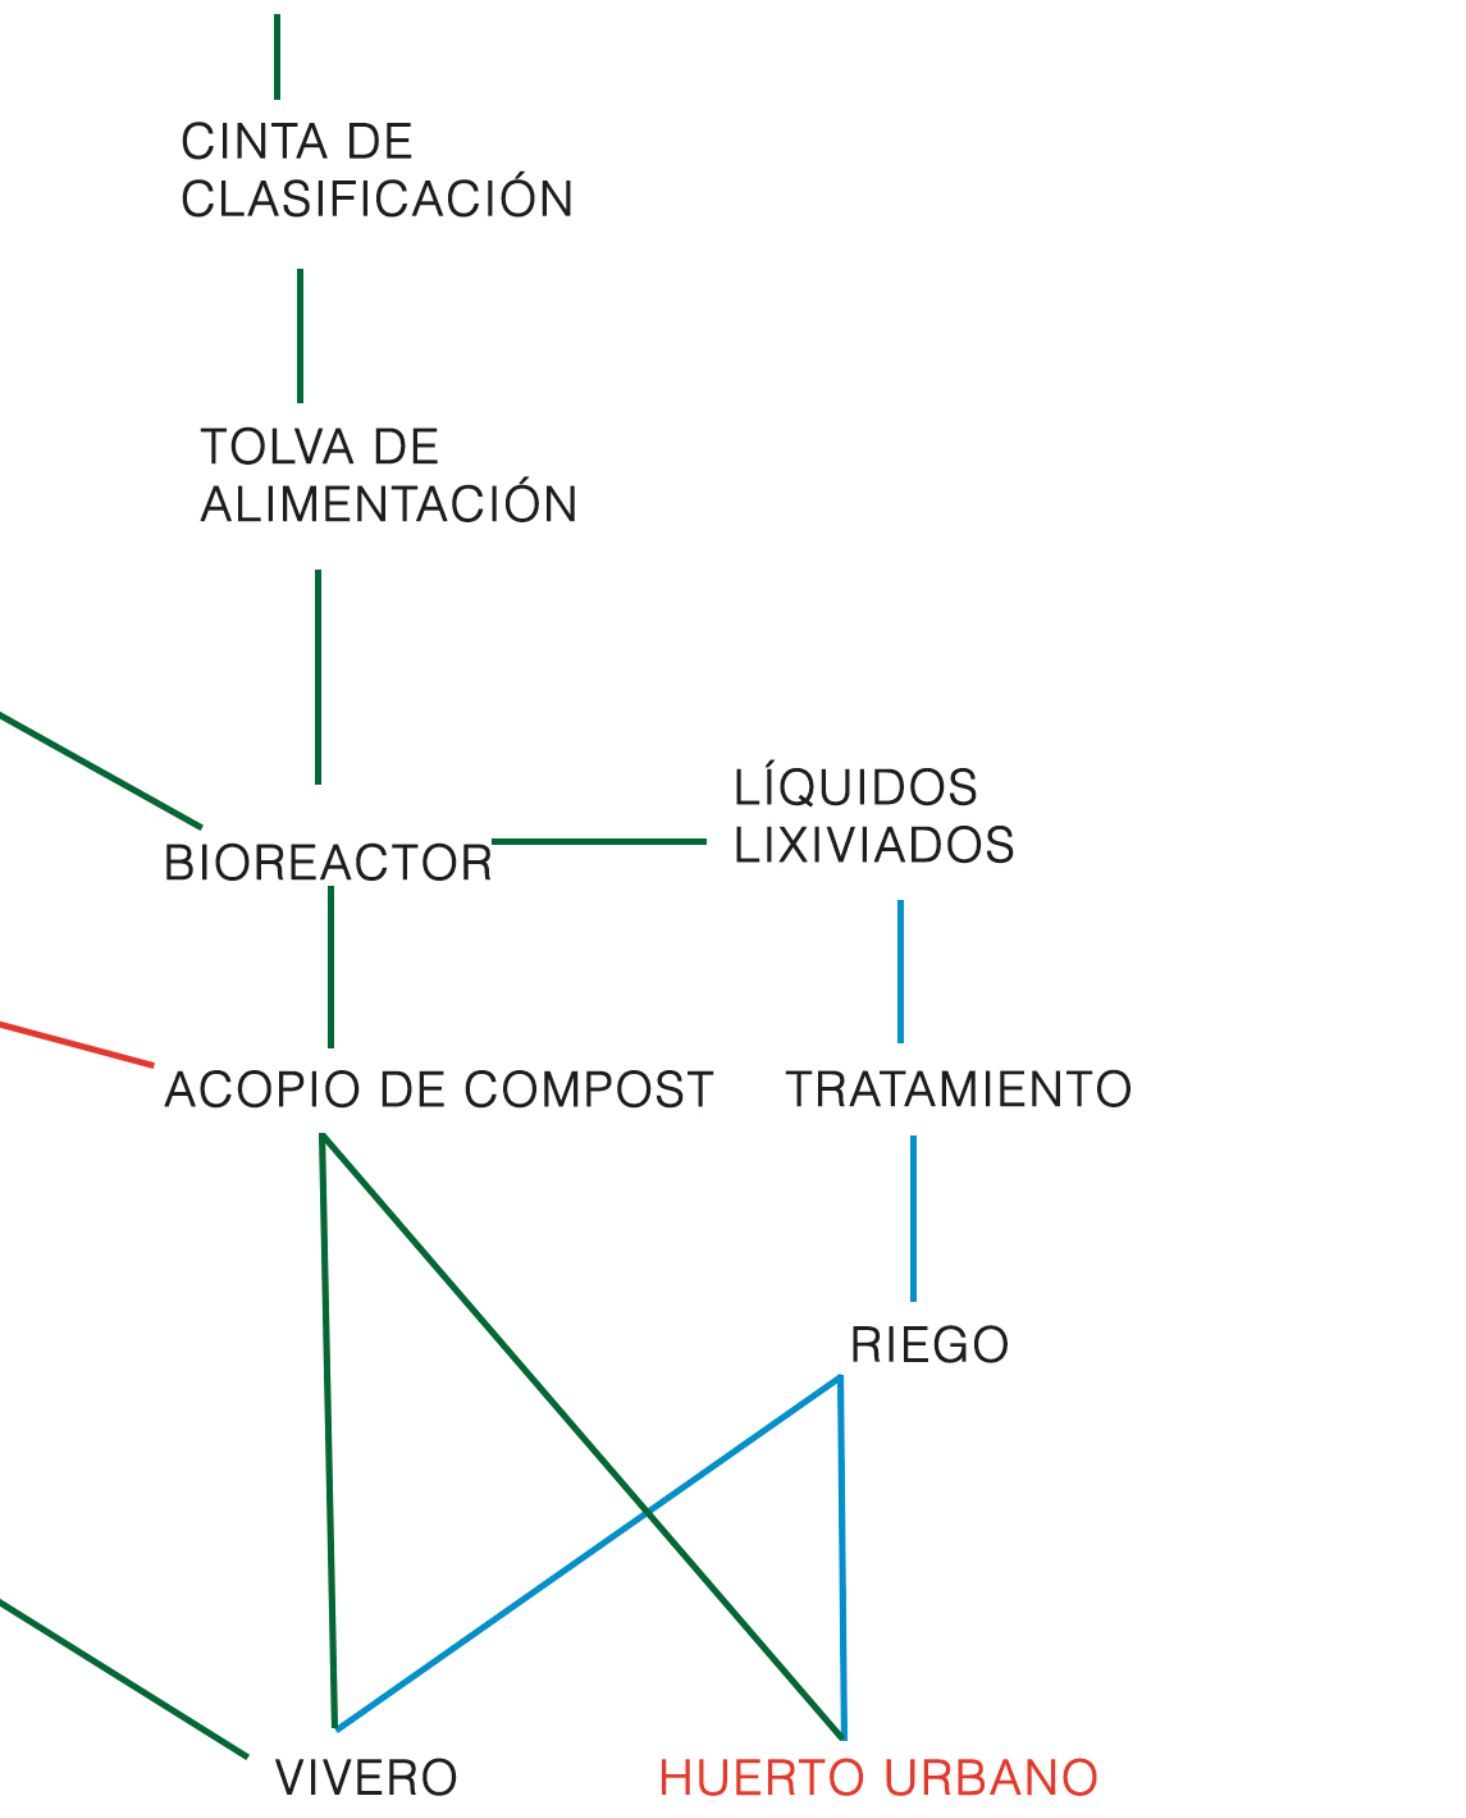 CINTA DE
CLASIFICACIÓN
TOLVA DE
ALIMENTACIÓN
BIOREACTOR
LÍQUIDOS
LIXIVIADOS
ACOPIO DE COMPOST
TRATAMIENTO
RIEGO
VIVERO
HUERTO URBANO